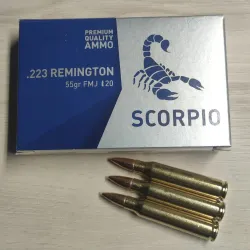 PREMIUM
QUALITY
AMMO
.223 REMINGTON
55gr FMJ
20
SCORPIO